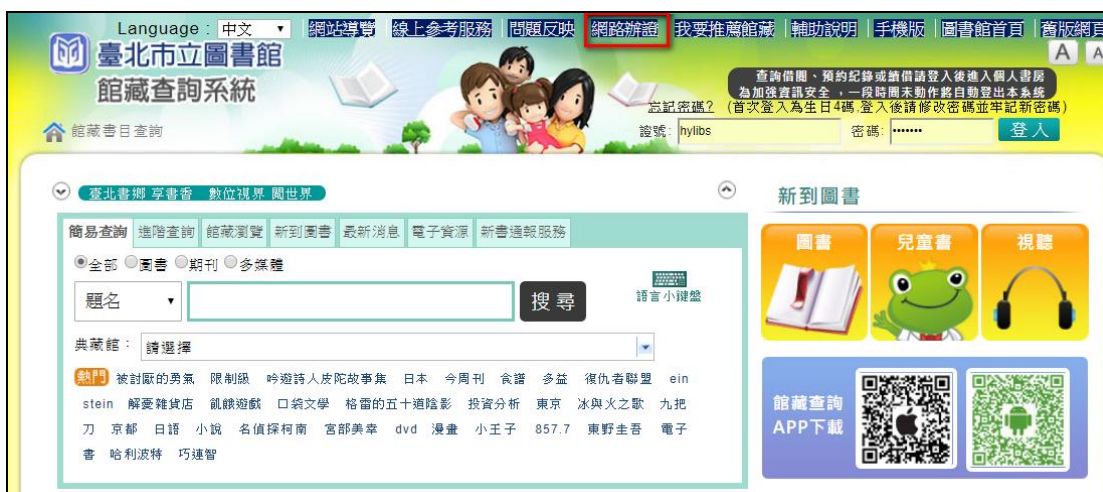 Language : 中文 網站導覽 線上參考服務 問題反映 網路辦證 我要推薦館藏 輔助說明 手機版 圖書館首頁 舊版網頁
臺北市立圖書館
館藏查詢系統
A A
查詢借閱、預約紀錄或續借請登入後進入個人書房
為加強資訊安全，一段時間未動作將自動登出本系統
忘記密碼? (首次登入為生日4碼,登入後請修改密碼並牢記新密碼)
館藏書目查詢
證號: hylibs 密碼: ••••••• 登入
臺北書鄉 享書香 數位視界 閱世界
新到圖書
簡易查詢 進階查詢 館藏瀏覽 新到圖書 最新消息 電子資源 新書通報服務
圖書 兒童書 視聽
全部 圖書 期刊 多媒體
題名 搜尋 語言小鍵盤
典藏館： 請選擇
熱門 被討厭的勇氣 限制級 吟遊詩人皮陀故事集 日本 今周刊 食譜 多益 復仇者聯盟 ein
stein 解憂雜貨店 飢餓遊戲 口袋文學 格雷的五十道陰影 投資分析 東京 冰與火之歌 九把
刀 京都 日語 小說 名偵探柯南 宮部美幸 dvd 漫畫 小王子 857.7 東野圭吾 電子
書 哈利波特 巧連智
館藏查詢
APP下載